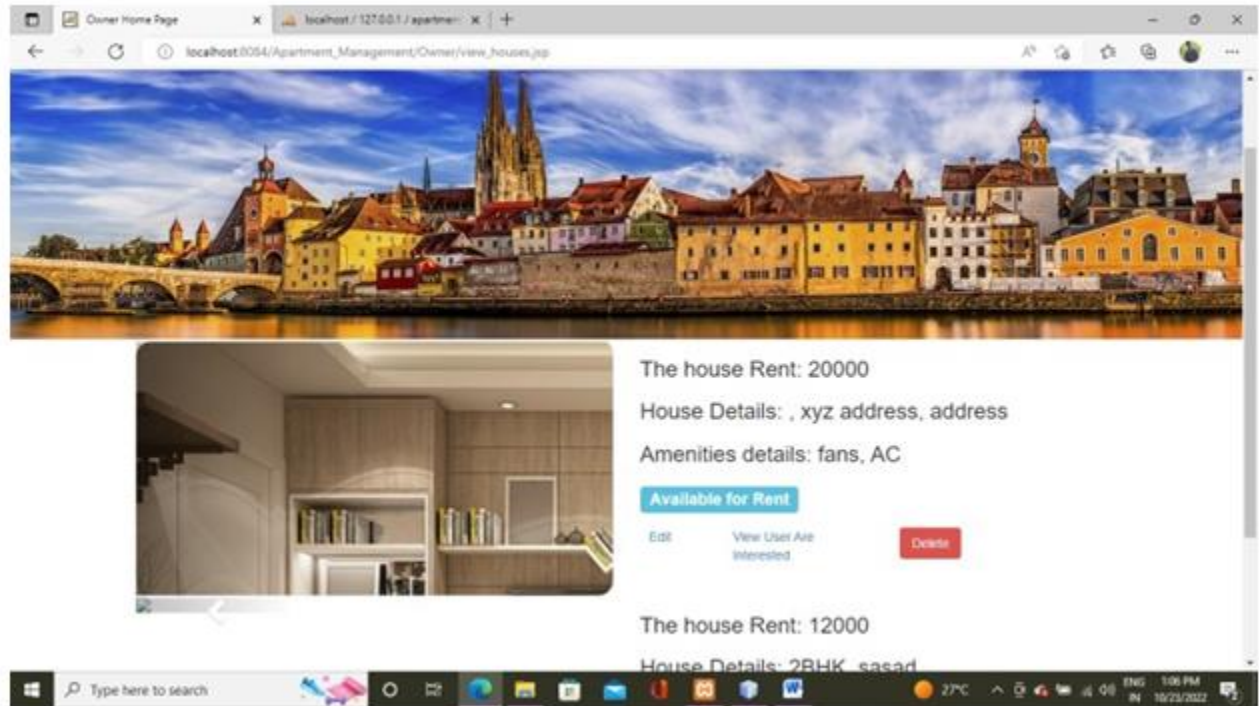 Owner Home Page
localhost / 127.0.0.1 / apartmen
localhost:8084/Apartment_Management/Owner/view_houses.jsp
The house Rent: 20000
House Details: , xyz address, address
Amenities details: fans, AC
Available for Rent
Edit
View User Are
Interested
Delete
The house Rent: 12000
House Details: 2BHK, sasad
Type here to search
27°C
ENG
IN
1:06 PM
10/23/2022